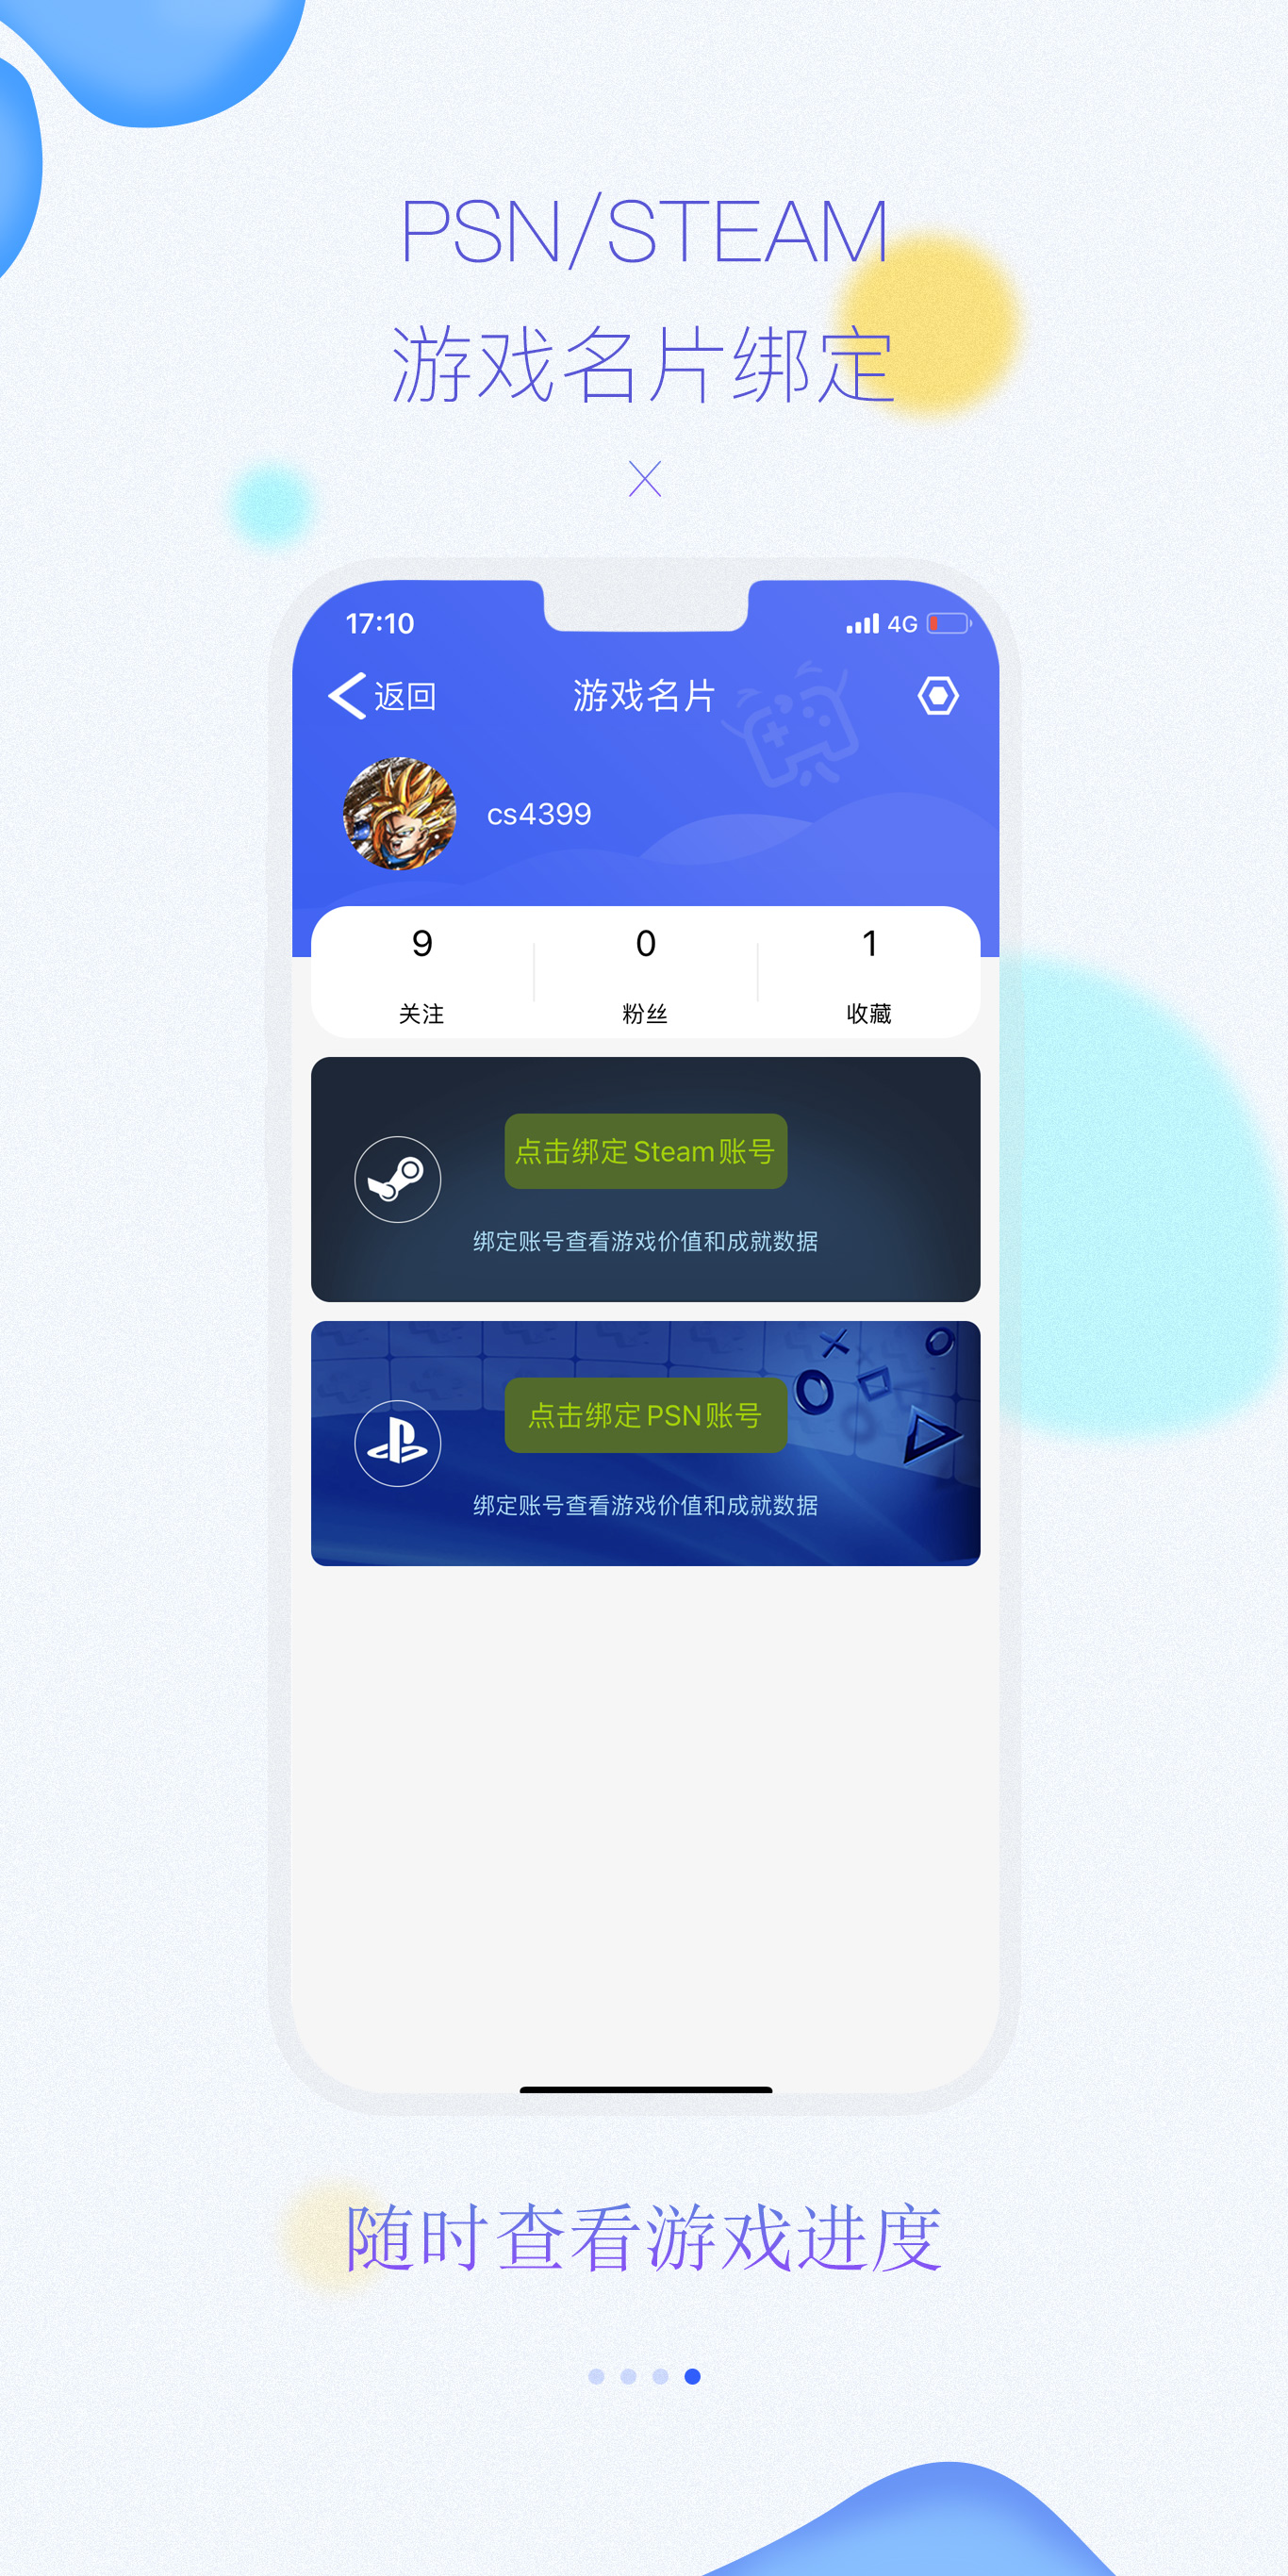 PSN/STEAM
游戏名片绑定
17:10
4G
返回
游戏名片
cs4399
9
0
1
关注
粉丝
收藏
点击绑定 Steam 账号
绑定账号查看游戏价值和成就数据
点击绑定 PSN 账号
绑定账号查看游戏价值和成就数据
随时查看游戏进度